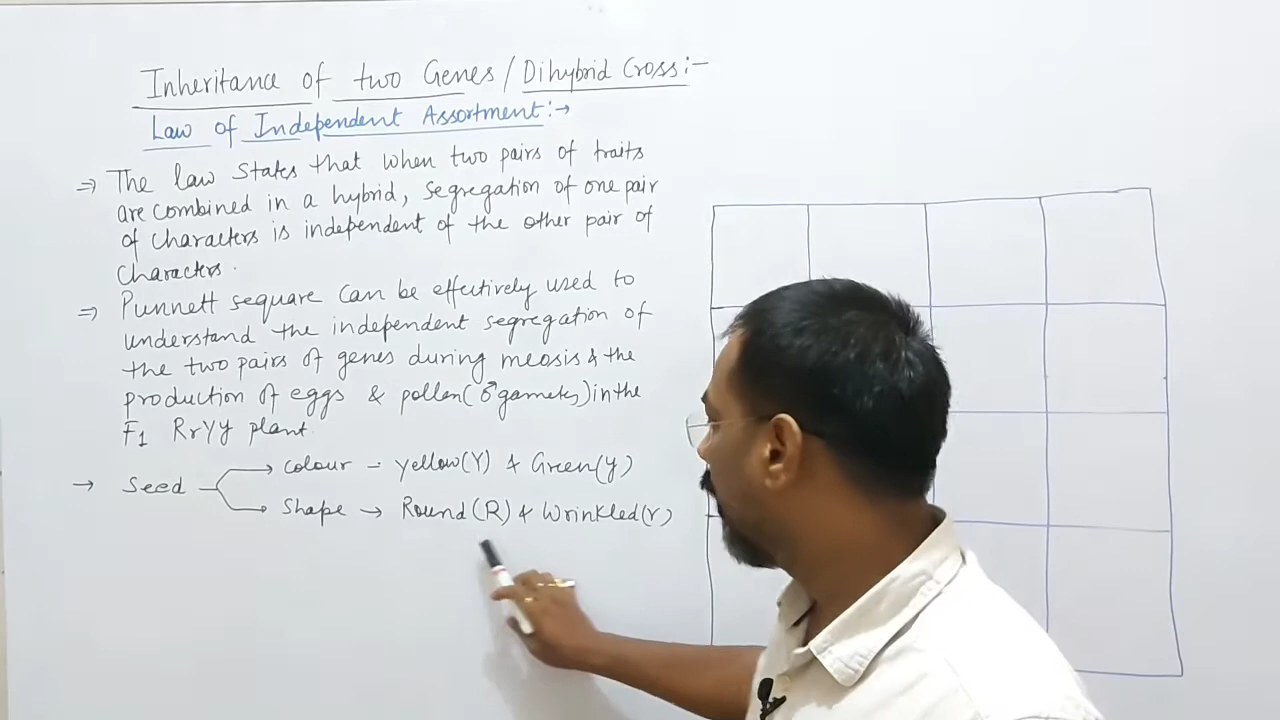 Inheritance of two Genes / Dihybrid Cross :-
Law of Independent Assortment :→
⇒ The law states that when two pairs of traits
are combined in a hybrid, segregation of one pair
of characters is independent of the other pair of
characters.
⇒ Punnett sequare can be effectively used to
understand the independent segregation of
the two pairs of genes during meosis & the
production of eggs & pollen (♂ gametes) in the
F1 RrYy plant.
→ Seed → Colour - Yellow (Y) & Green (y)
→ Shape → Round (R) & Wrinkled (r)